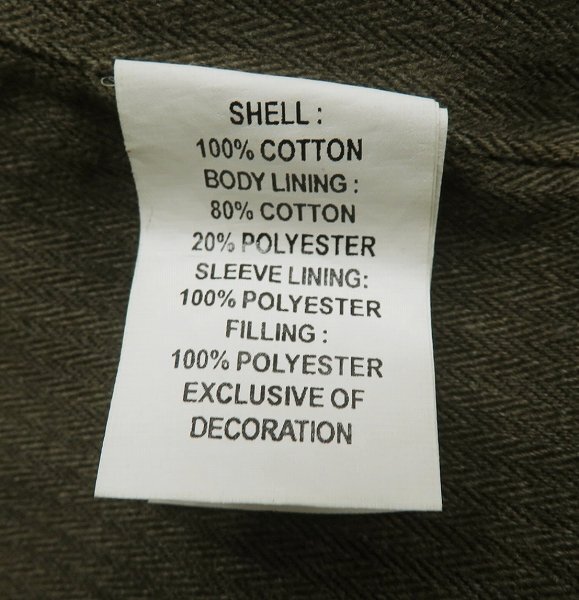 SHELL :
100% COTTON
BODY LINING :
80% COTTON
20% POLYESTER
SLEEVE LINING:
100% POLYESTER
FILLING :
100% POLYESTER
EXCLUSIVE OF
DECORATION